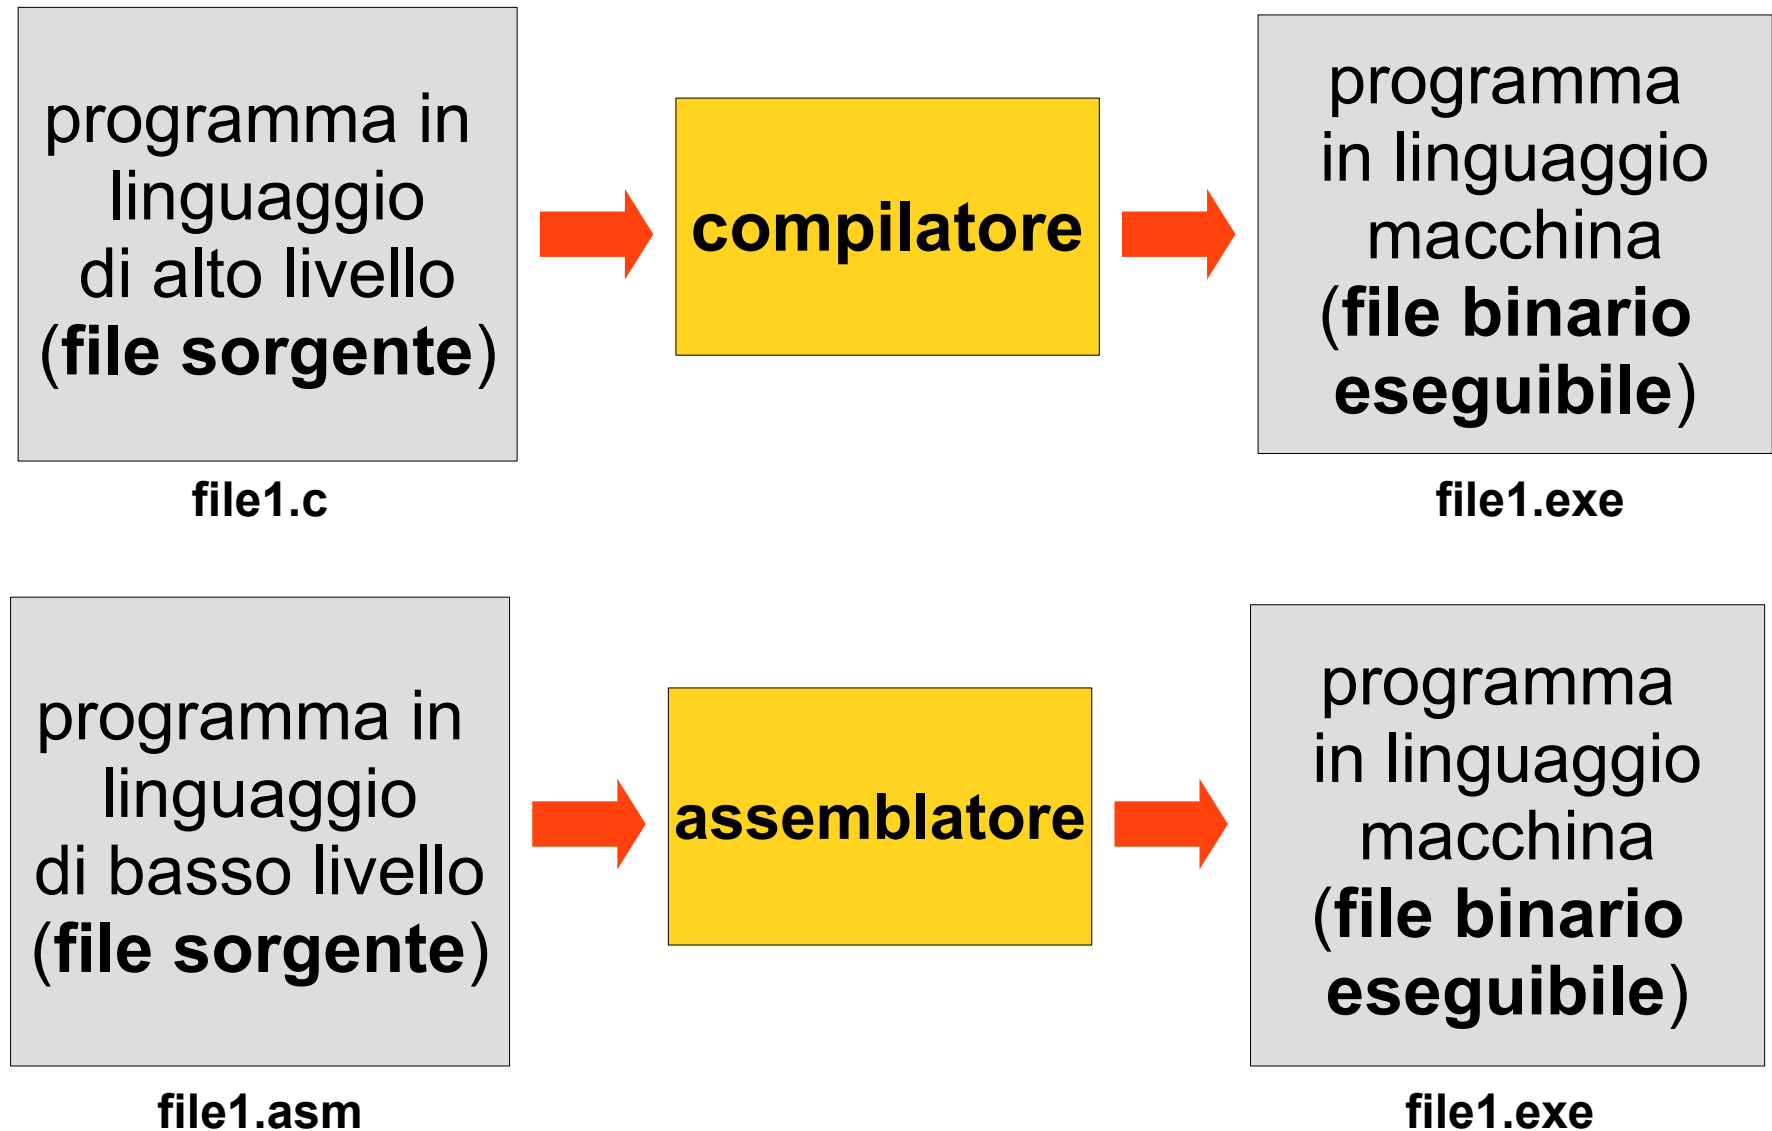 programma in
linguaggio
di alto livello
(file sorgente)
compilatore
programma
in linguaggio
macchina
(file binario
eseguibile)
file1.c
file1.exe
programma in
linguaggio
di basso livello
(file sorgente)
assemblatore
programma
in linguaggio
macchina
(file binario
eseguibile)
file1.asm
file1.exe